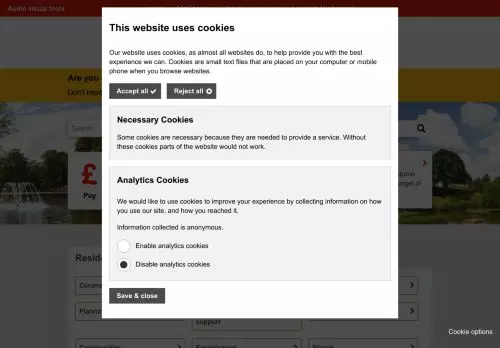 Audio visual tools
This website uses cookies
Our website uses cookies, as almost all websites do, to help provide you with the best
experience we can. Cookies are small text files that are placed on your computer or mobile
phone when you browse websites.
Accept all
Reject all
Are you
Don't hes
Search
Necessary Cookies
Some cookies are necessary because they are needed to provide a service. Without
these cookies parts of the website would not work.
£
Pay
Analytics Cookies
We would like to use cookies to improve your experience by collecting information on how
you use our site, and how you reached it.
Information collected is anonymous.
Enable analytics cookies
Disable analytics cookies
Save & close
Reside
Corona
Planni
support
Cookie options